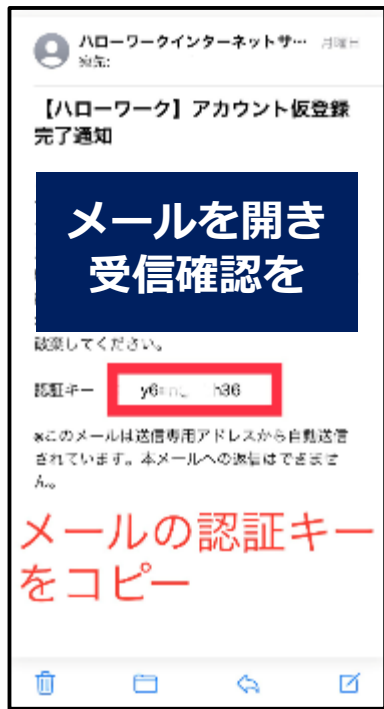 ハローワークインターネットサ… 月曜日
宛先:
【ハローワーク】アカウント仮登録
完了通知
メールを開き
受信確認を
破棄してください。
認証キー
※このメールは送信専用アドレスから自動送信
されています。本メールへの返信はできませ
ん。
メールの認証キー
をコピー